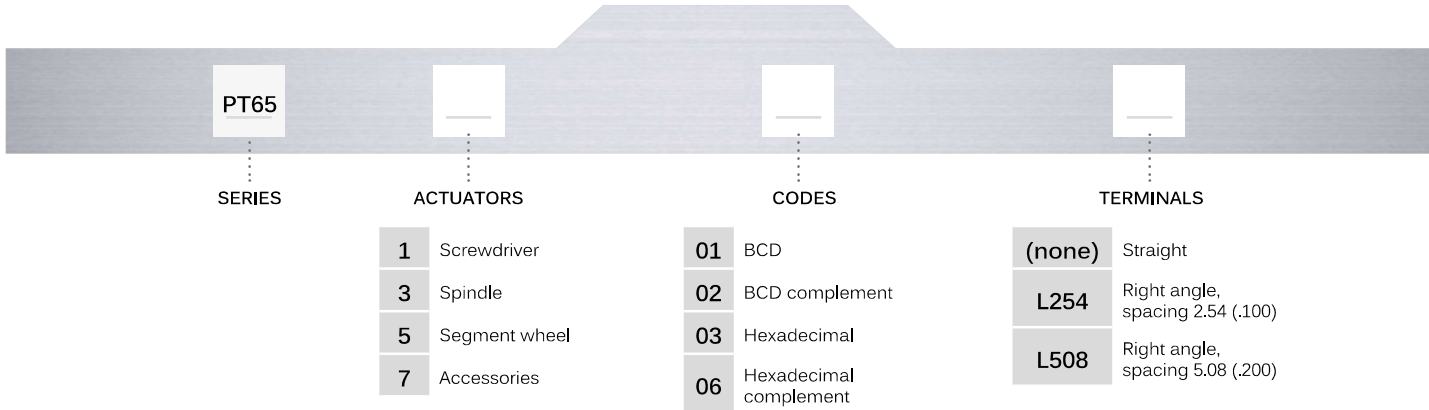 PT65
SERIES
ACTUATORS
1 Screwdriver
3 Spindle
5 Segment wheel
7 Accessories
CODES
01 BCD
02 BCD complement
03 Hexadecimal
06 Hexadecimal
complement
TERMINALS
(none) Straight
L254 Right angle,
spacing 2.54 (.100)
L508 Right angle,
spacing 5.08 (.200)